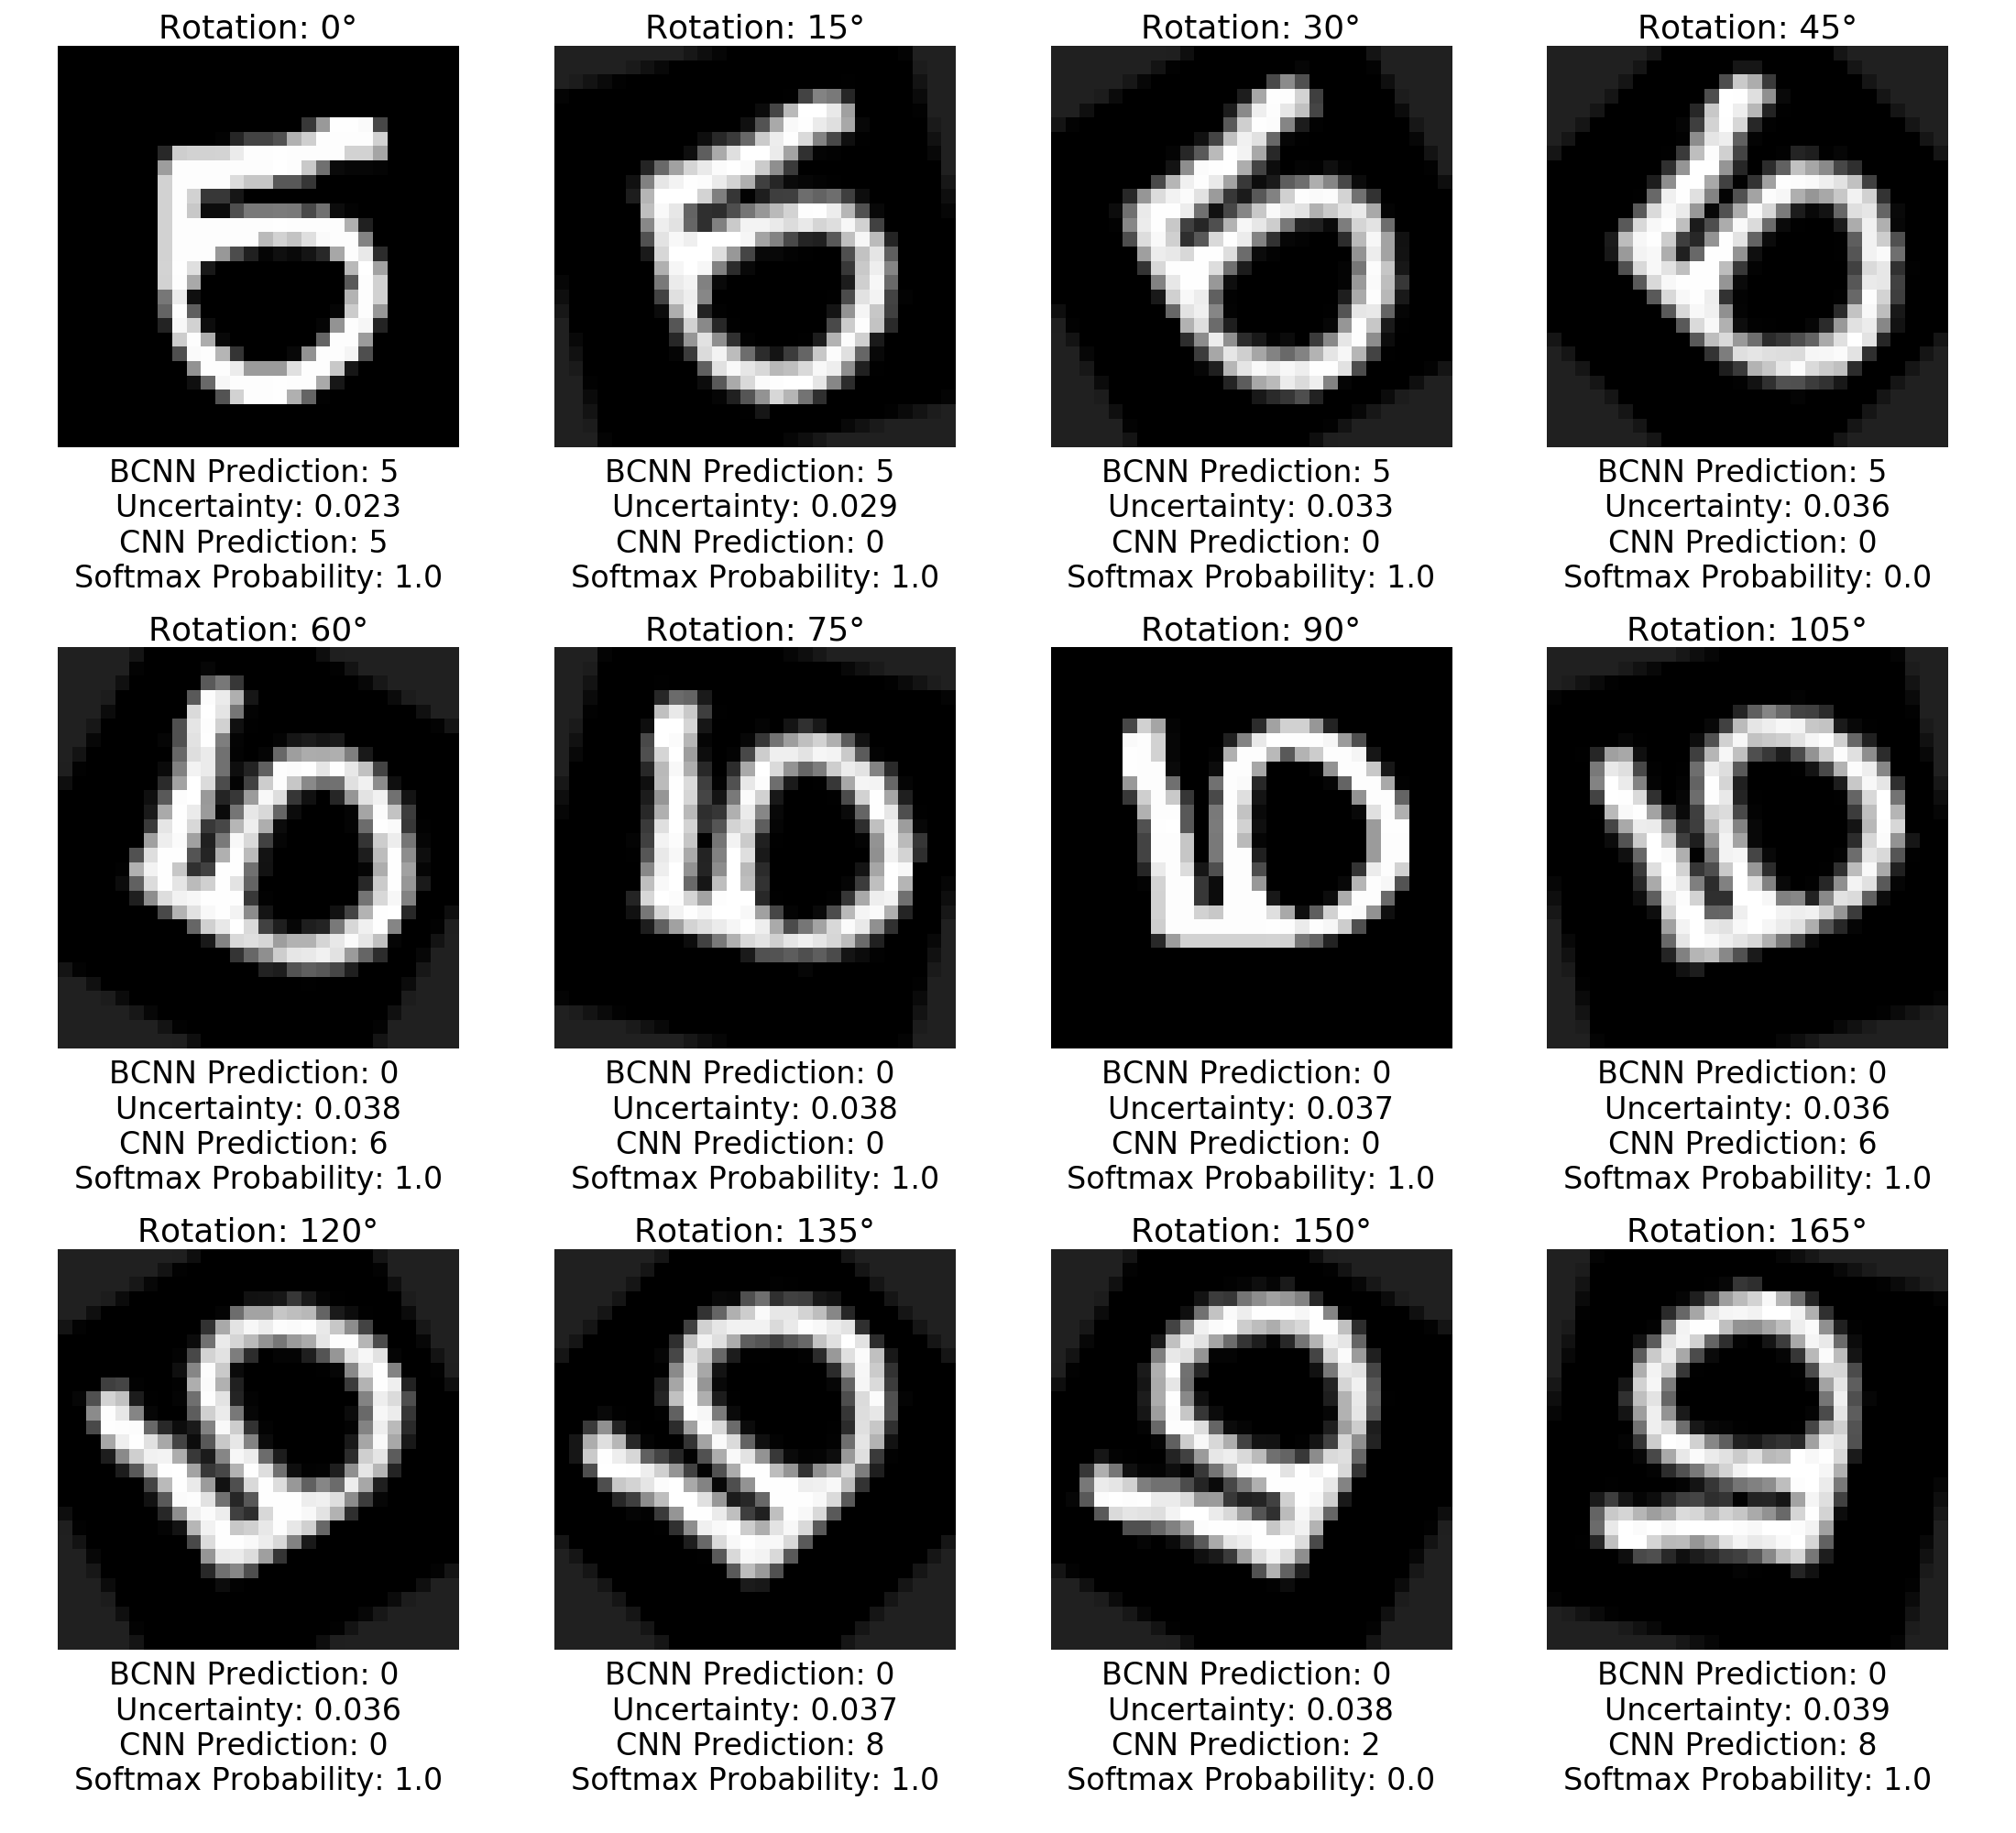 Rotation: 0°
BCNN Prediction: 5
Uncertainty: 0.023
CNN Prediction: 5
Softmax Probability: 1.0
Rotation: 15°
BCNN Prediction: 5
Uncertainty: 0.029
CNN Prediction: 0
Softmax Probability: 1.0
Rotation: 30°
BCNN Prediction: 5
Uncertainty: 0.033
CNN Prediction: 0
Softmax Probability: 1.0
Rotation: 45°
BCNN Prediction: 5
Uncertainty: 0.036
CNN Prediction: 0
Softmax Probability: 0.0
Rotation: 60°
BCNN Prediction: 0
Uncertainty: 0.038
CNN Prediction: 6
Softmax Probability: 1.0
Rotation: 75°
BCNN Prediction: 0
Uncertainty: 0.038
CNN Prediction: 0
Softmax Probability: 1.0
Rotation: 90°
BCNN Prediction: 0
Uncertainty: 0.037
CNN Prediction: 0
Softmax Probability: 1.0
Rotation: 105°
BCNN Prediction: 0
Uncertainty: 0.036
CNN Prediction: 6
Softmax Probability: 1.0
Rotation: 120°
BCNN Prediction: 0
Uncertainty: 0.036
CNN Prediction: 0
Softmax Probability: 1.0
Rotation: 135°
BCNN Prediction: 0
Uncertainty: 0.037
CNN Prediction: 8
Softmax Probability: 1.0
Rotation: 150°
BCNN Prediction: 0
Uncertainty: 0.038
CNN Prediction: 2
Softmax Probability: 0.0
Rotation: 165°
BCNN Prediction: 0
Uncertainty: 0.039
CNN Prediction: 8
Softmax Probability: 1.0